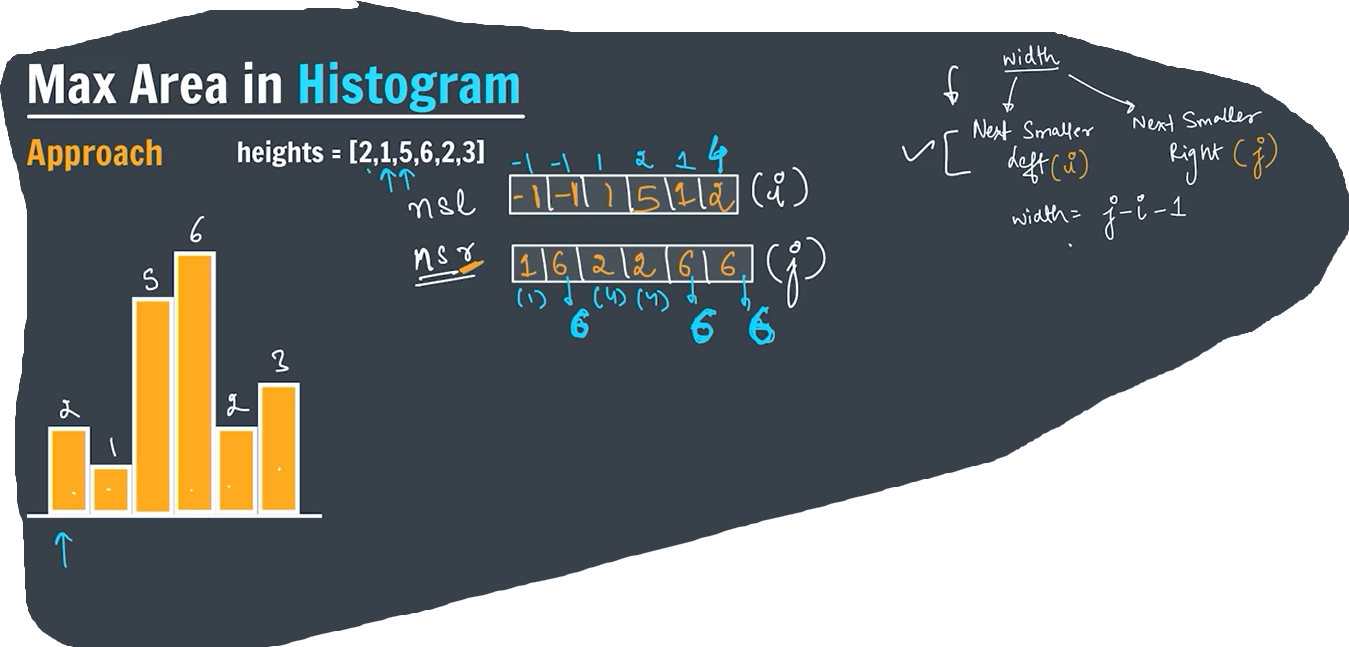 Max Area in Histogram
Approach
heights = [2,1,5,6,2,3]
-1 -1 1 2 1 4
nsl -1 -1 1 5 1 2 (i)
nsr 1 6 2 2 6 6 (j)
(1) 6 (4) (4) 6 6
width
Next Smaller
Left (i)
Next Smaller
Right (j)
width = j-i-1
2 1 5 6 2 3